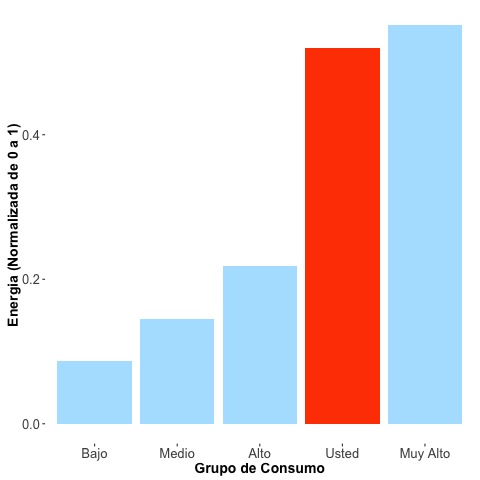 Energia (Normalizada de 0 a 1)
0.4
0.2
0.0
Bajo Medio Alto Usted Muy Alto
Grupo de Consumo